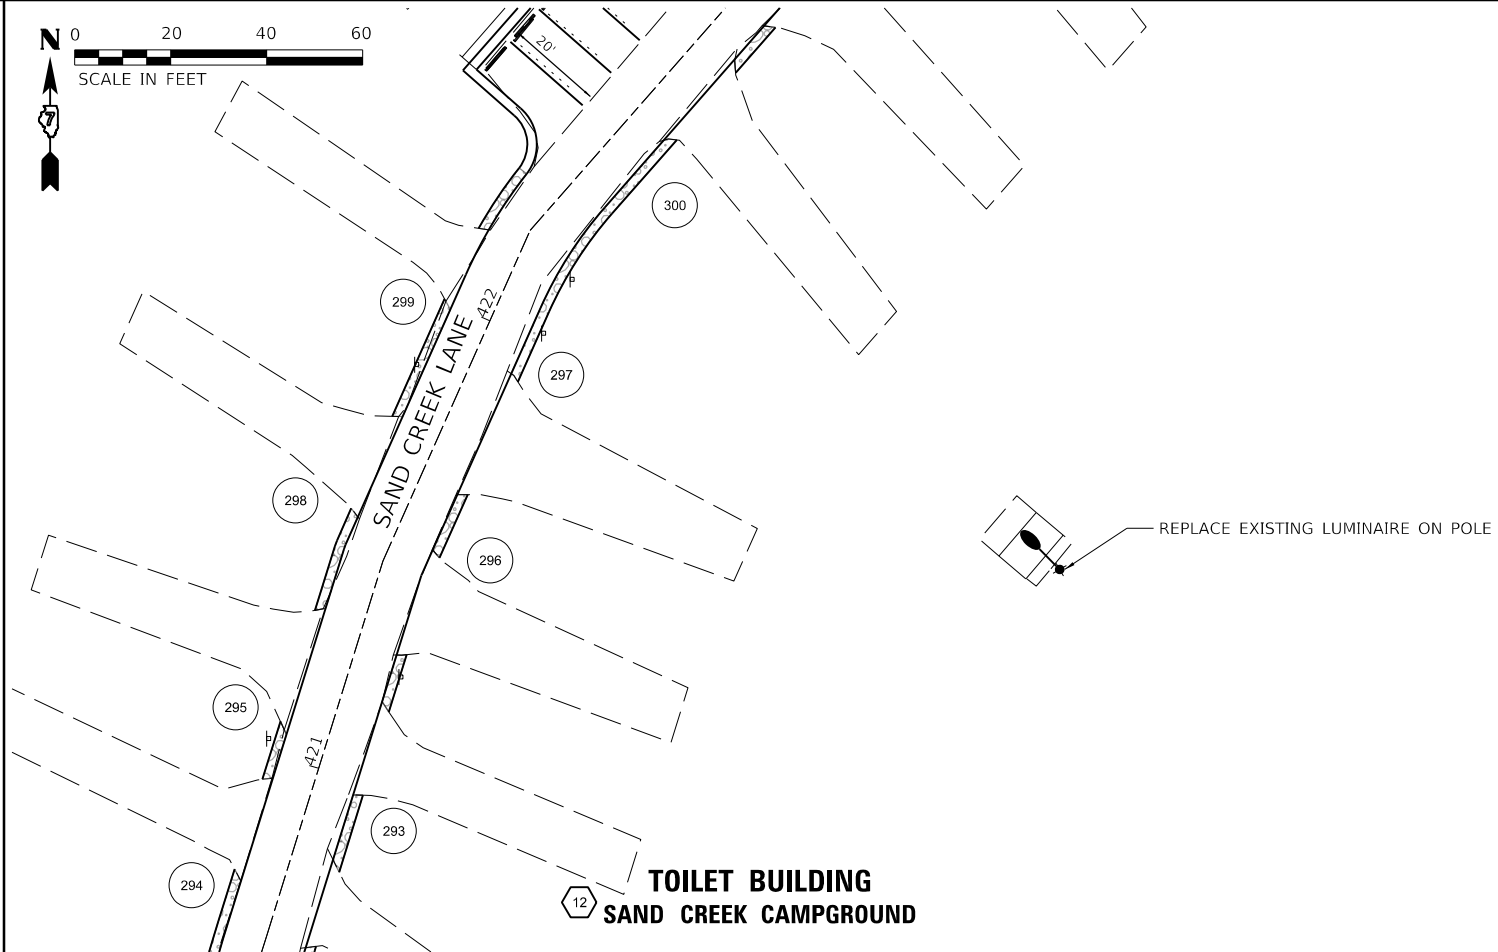 N
0 20 40 60
SCALE IN FEET
7
20'
300
299
422
SAND CREEK LANE
297
298
REPLACE EXISTING LUMINAIRE ON POLE
296
295
421
293
294
TOILET BUILDING
12
SAND CREEK CAMPGROUND